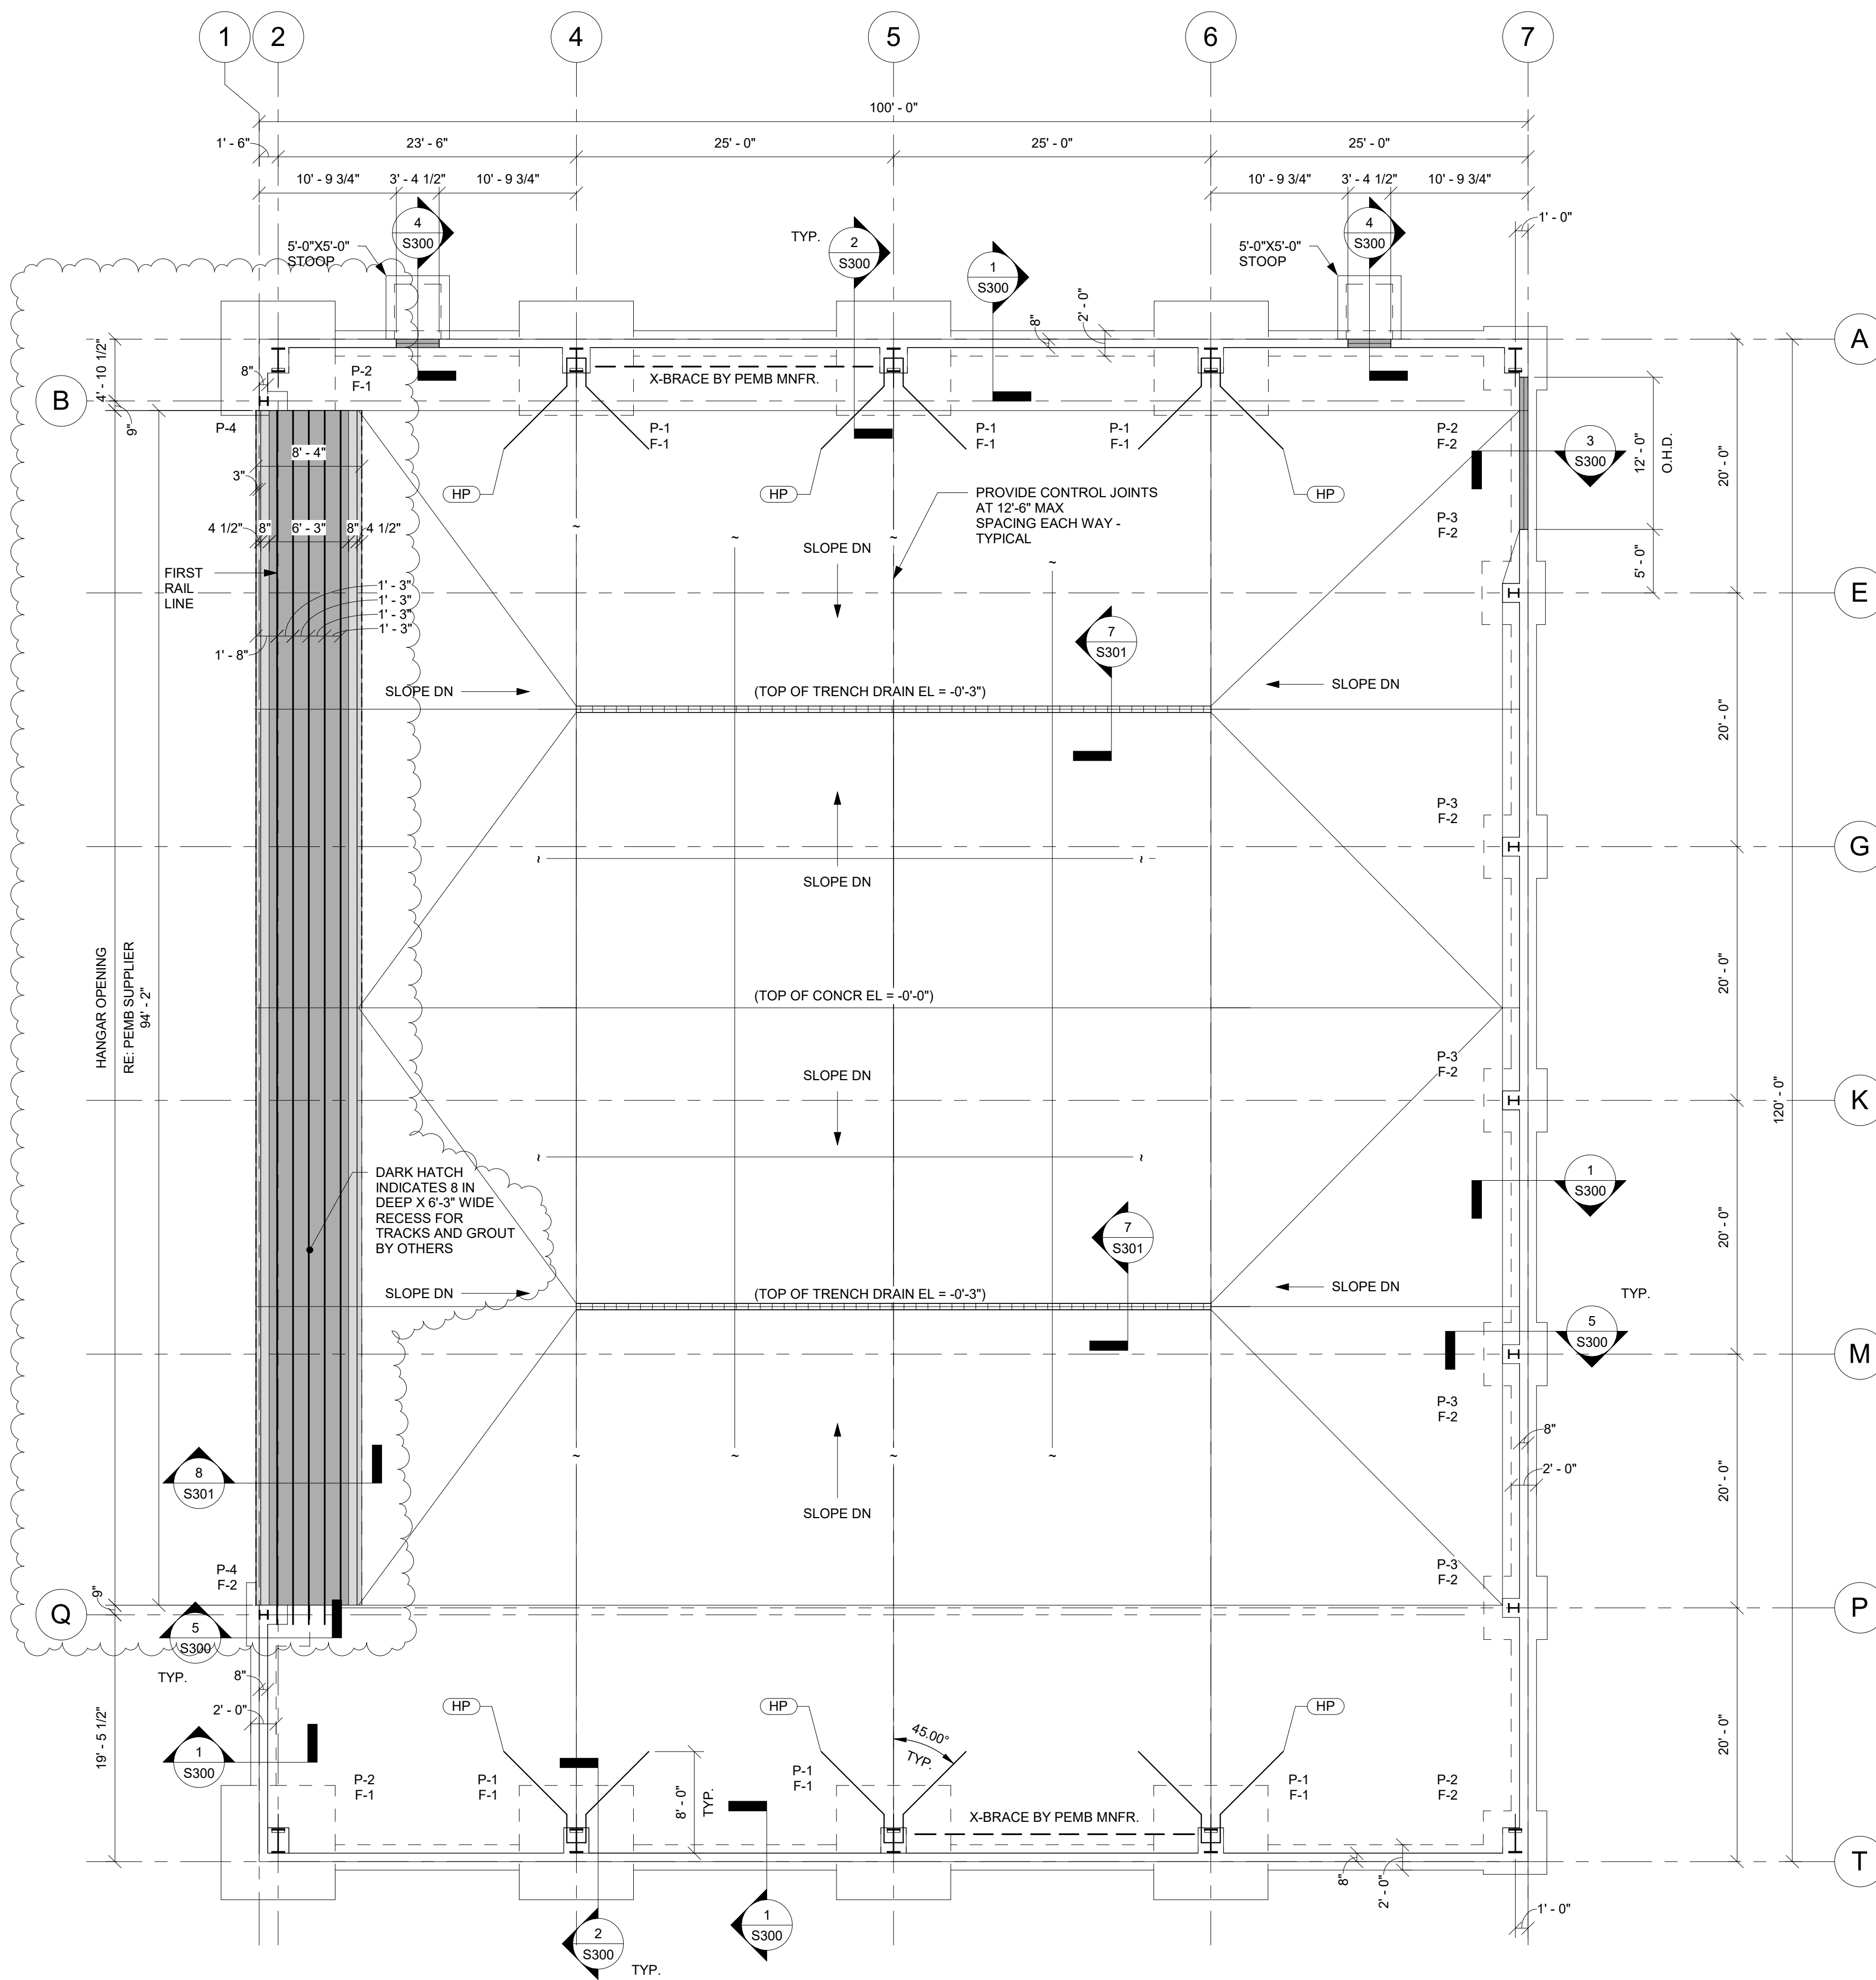 1
2
4
5
6
7
100' - 0"
1' - 6"
23' - 6"
25' - 0"
25' - 0"
25' - 0"
10' - 9 3/4"
3' - 4 1/2"
10' - 9 3/4"
10' - 9 3/4"
3' - 4 1/2"
10' - 9 3/4"
1' - 0"
4
S300
TYP.
2
S300
1
S300
4
S300
5'-0"X5'-0"
STOOP
5'-0"X5'-0"
STOOP
8"
2' - 0"
A
4' - 10 1/2"
8"
P-2
F-1
X-BRACE BY PEMB MNFR.
B
9"
P-4
P-1
F-1
P-1
F-1
P-1
F-1
P-2
F-2
3
S300
12' - 0"
O.H.D.
20' - 0"
8' - 4"
3"
HP
HP
HP
PROVIDE CONTROL JOINTS
AT 12'-6" MAX
SPACING EACH WAY -
TYPICAL
4 1/2"
8"
6' - 3"
8"
4 1/2"
P-3
F-2
SLOPE DN
5' - 0"
FIRST
RAIL
LINE
1' - 3"
1' - 3"
1' - 3"
1' - 3"
1' - 8"
E
7
S301
SLOPE DN
(TOP OF TRENCH DRAIN EL = -0'-3")
SLOPE DN
20' - 0"
P-3
F-2
G
SLOPE DN
HANGAR OPENING
RE: PEMB SUPPLIER
94' - 2"
(TOP OF CONCR EL = -0'-0")
20' - 0"
SLOPE DN
P-3
F-2
K
120' - 0"
DARK HATCH
INDICATES 8 IN
DEEP X 6'-3" WIDE
RECESS FOR
TRACKS AND GROUT
BY OTHERS
1
S300
7
S301
20' - 0"
SLOPE DN
(TOP OF TRENCH DRAIN EL = -0'-3")
SLOPE DN
TYP.
5
S300
M
P-3
F-2
8"
2' - 0"
20' - 0"
8
S301
SLOPE DN
P-4
F-2
P-3
F-2
9"
Q
P
5
S300
TYP.
8"
2' - 0"
HP
HP
HP
45.00°
TYP.
19' - 5 1/2"
1
S300
20' - 0"
P-2
F-1
P-1
F-1
8' - 0"
TYP.
P-1
F-1
P-1
F-1
P-2
F-2
X-BRACE BY PEMB MNFR.
T
8"
2' - 0"
1' - 0"
2
S300
TYP.
1
S300